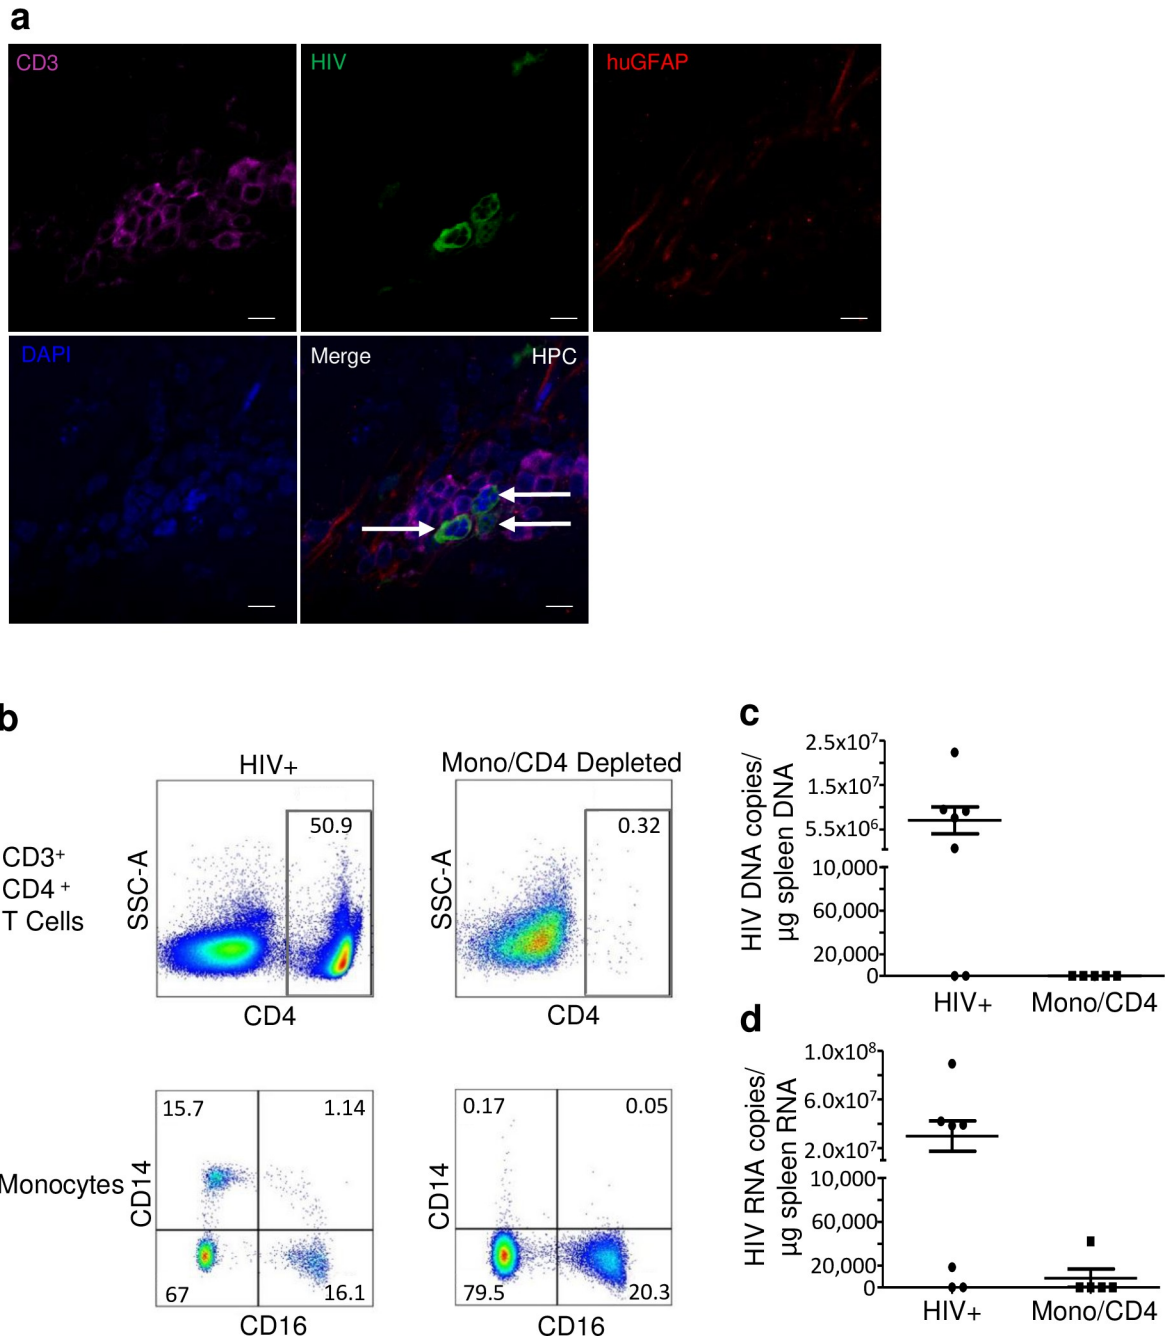 a
CD3
HIV
huGFAP
DAPI
Merge
HPC
b
HIV+
Mono/CD4 Depleted
CD3+
CD4 +
T Cells
SSC-A
50.9
CD4
SSC-A
0.32
CD4
Monocytes
CD14
15.7
1.14
67
16.1
CD16
CD14
0.17
0.05
79.5
20.3
CD16
c
HIV DNA copies/
µg spleen DNA
2.5x10⁷
1.5x10⁷
5.5x10⁶
10,000
60,000
20,000
0
HIV+
Mono/CD4
d
HIV RNA copies/
µg spleen RNA
1.0x10⁸
6.0x10⁷
2.0x10⁷
10,000
60,000
20,000
0
HIV+
Mono/CD4